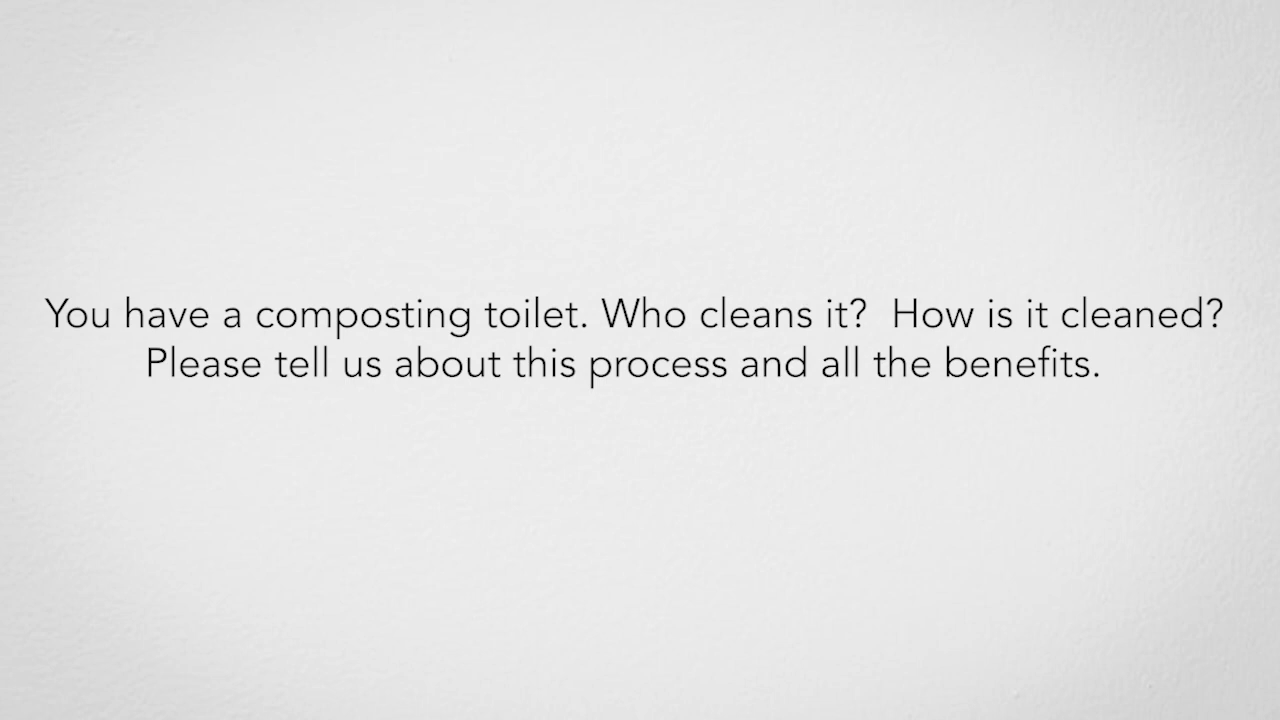 You have a composting toilet. Who cleans it?  How is it cleaned?
Please tell us about this process and all the benefits.